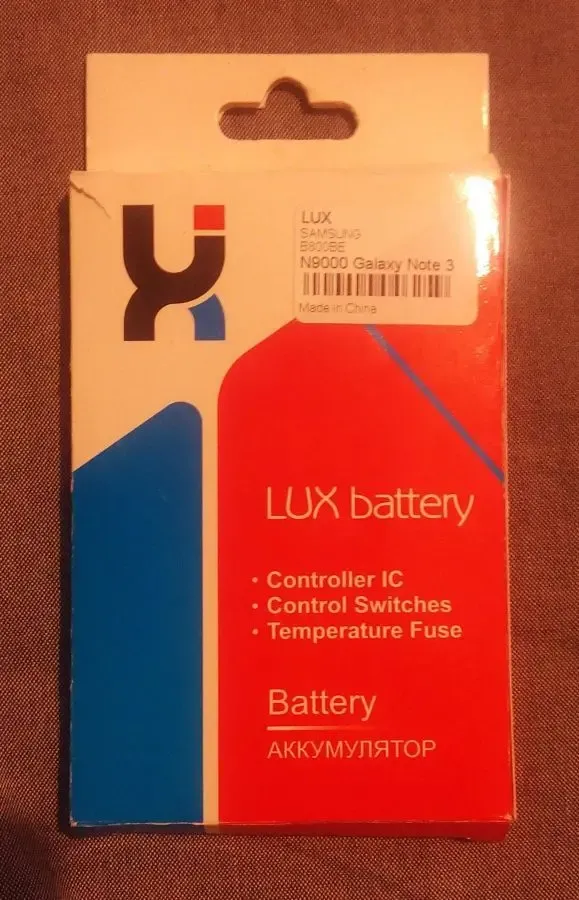 LUX
SAMSUNG
B800BE
N9000 Galaxy Note 3
Made in China
LUX battery
• Controller IC
• Control Switches
• Temperature Fuse
Battery
АККУМУЛЯТОР